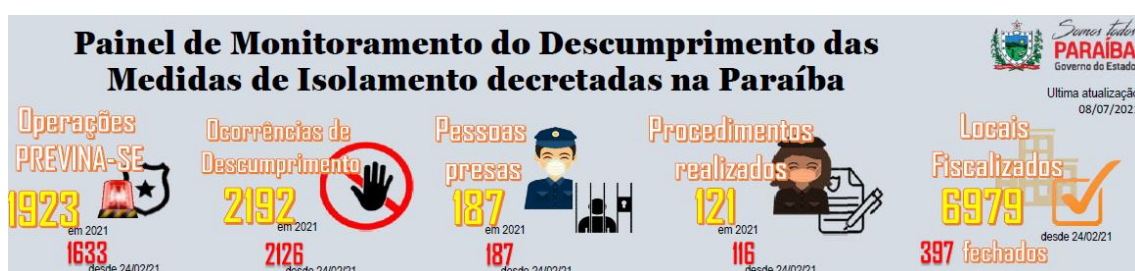 Painel de Monitoramento do Descumprimento das
Medidas de Isolamento decretadas na Paraíba
Somos todos
PARAÍBA
Governo do Estado
Ultima atualização
08/07/202
Operações
PREVINA-SE
1923
em 2021
1633
desde 24/02/21
Ocorrências de
Descumprimento
2192
em 2021
2126
desde 24/02/21
Pessoas
presas
187
em 2021
187
desde 24/02/21
Procedimentos
realizados
121
em 2021
116
desde 24/02/21
Locais
Fiscalizados
6979
desde 24/02/21
397 fechados